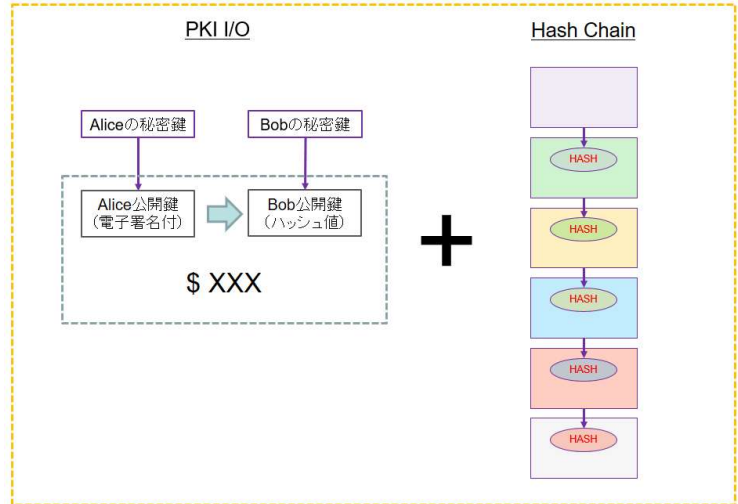 PKI I/O
Hash Chain
Aliceの秘密鍵
Bobの秘密鍵
Alice公開鍵
(電子署名付)
Bob公開鍵
(ハッシュ値)
$ XXX
+
HASH
HASH
HASH
HASH
HASH